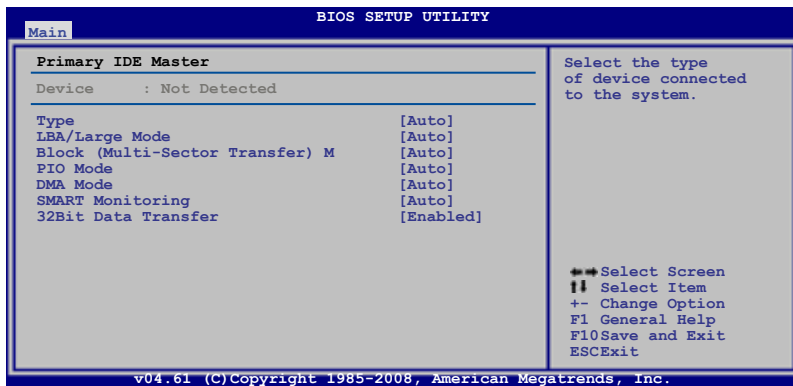 BIOS SETUP UTILITY
Main
Primary IDE Master
Device : Not Detected
Type [Auto]
LBA/Large Mode [Auto]
Block (Multi-Sector Transfer) M [Auto]
PIO Mode [Auto]
DMA Mode [Auto]
SMART Monitoring [Auto]
32Bit Data Transfer [Enabled]
Select the type
of device connected
to the system.
Select Screen
Select Item
+- Change Option
F1 General Help
F10Save and Exit
ESCExit
v04.61 (C)Copyright 1985-2008, American Megatrends, Inc.